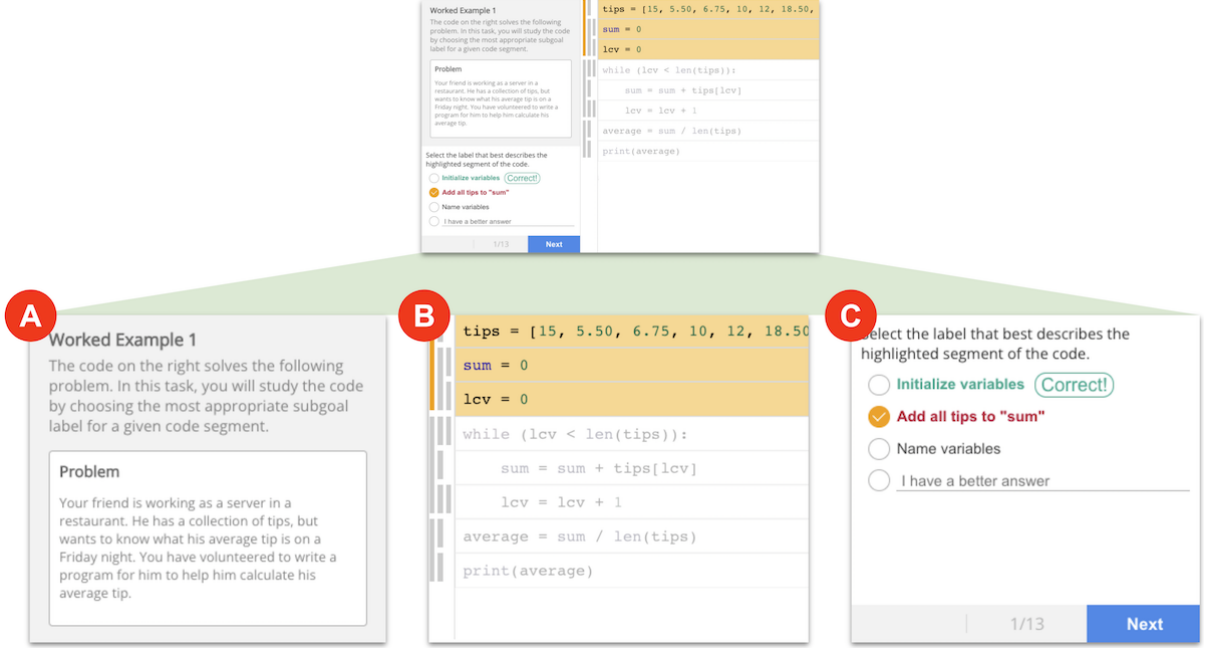 Worked Example 1
The code on the right solves the following
problem. In this task, you will study the code
by choosing the most appropriate subgoal
label for a given code segment.
Problem
Your friend is working as a server in a
restaurant. He has a collection of tips, but
wants to know what his average tip is on a
Friday night. You have volunteered to write a
program for him to help him calculate his
average tip.
Select the label that best describes the
highlighted segment of the code.
Initialize variables Correct!
Add all tips to "sum"
Name variables
I have a better answer
1/13 Next
tips = [15, 5.50, 6.75, 10, 12, 18.50,
sum = 0
lcv = 0
while (lcv < len(tips)):
sum = sum + tips[lcv]
lcv = lcv + 1
average = sum / len(tips)
print(average)
A
Worked Example 1
The code on the right solves the following
problem. In this task, you will study the code
by choosing the most appropriate subgoal
label for a given code segment.
Problem
Your friend is working as a server in a
restaurant. He has a collection of tips, but
wants to know what his average tip is on a
Friday night. You have volunteered to write a
program for him to help him calculate his
average tip.
B
tips = [15, 5.50, 6.75, 10, 12, 18.50
sum = 0
lcv = 0
while (lcv < len(tips)):
sum = sum + tips[lcv]
lcv = lcv + 1
average = sum / len(tips)
print(average)
C
Select the label that best describes the
highlighted segment of the code.
Initialize variables Correct!
Add all tips to "sum"
Name variables
I have a better answer
1/13 Next